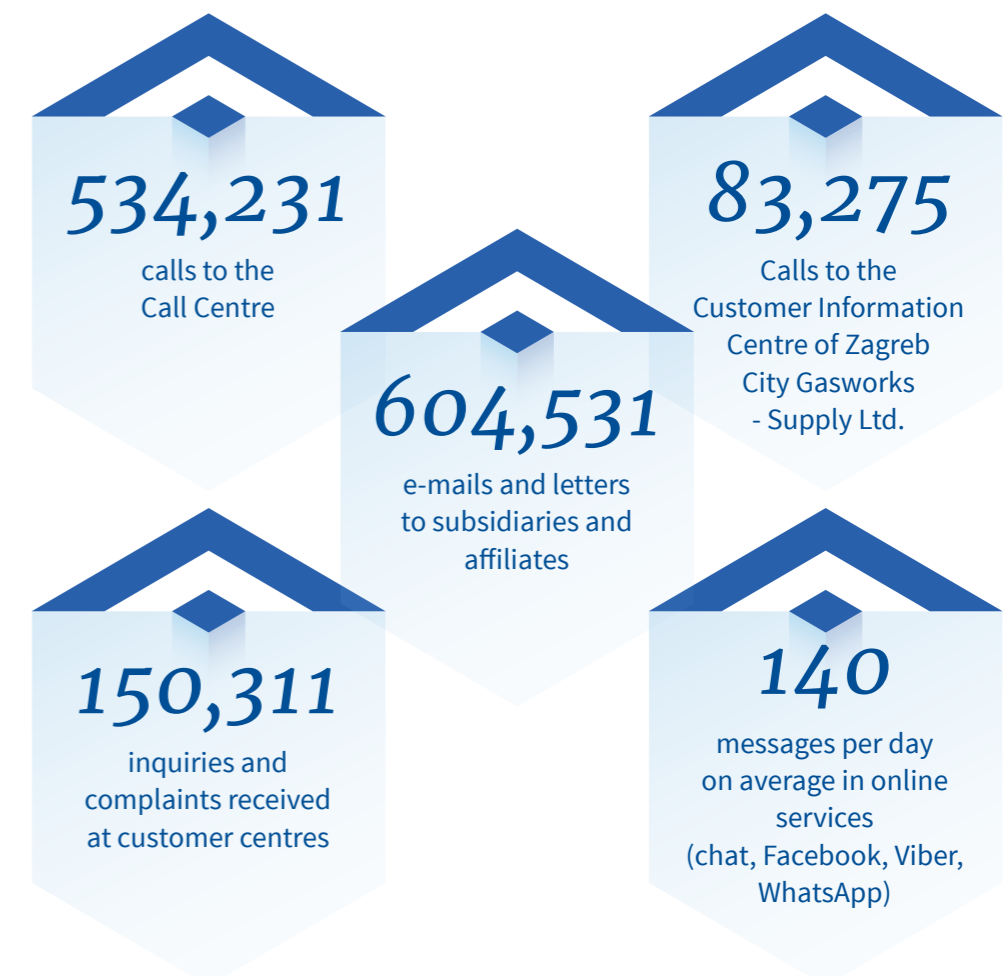 534,231
calls to the
Call Centre
83,275
Calls to the
Customer Information
Centre of Zagreb
City Gasworks
- Supply Ltd.
604,531
e-mails and letters
to subsidiaries and
affiliates
150,311
inquiries and
complaints received
at customer centres
140
messages per day
on average in online
services
(chat, Facebook, Viber,
WhatsApp)